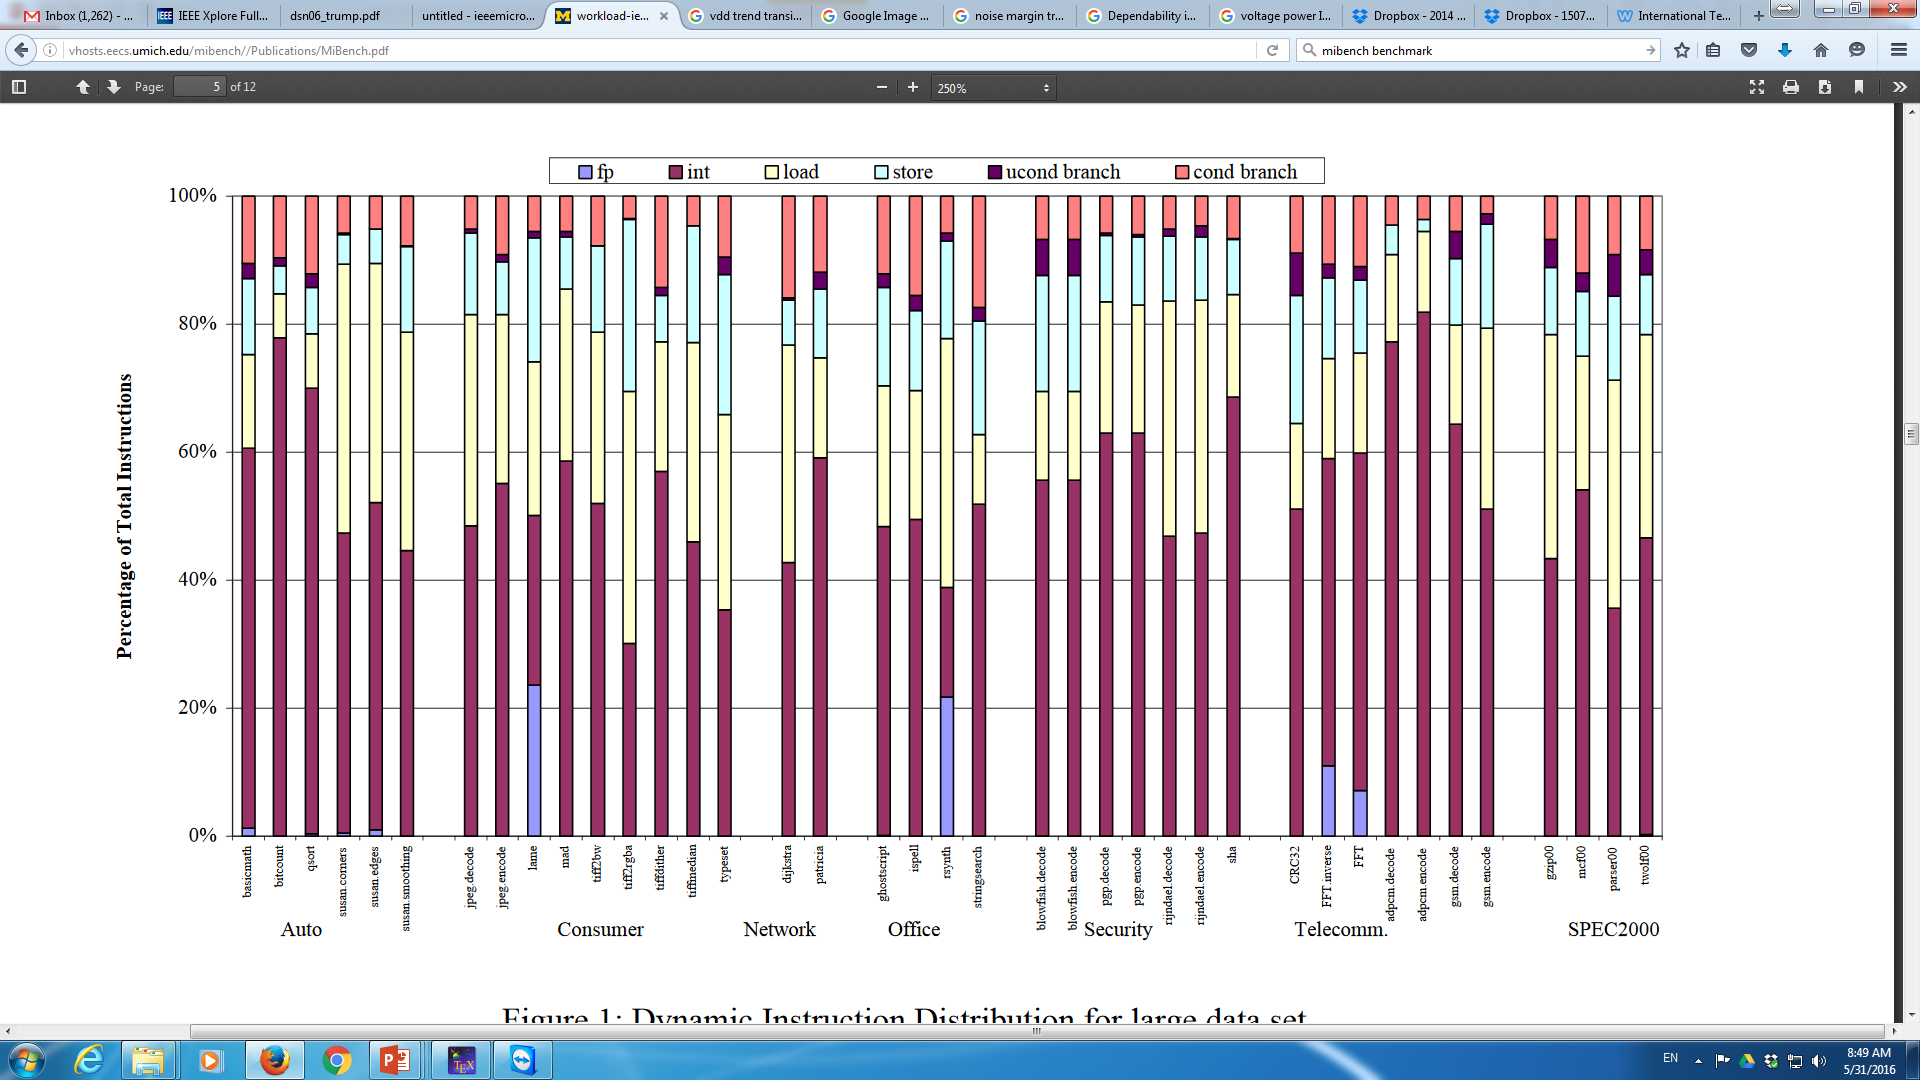 Inbox (1,262) - ...
IEEE Xplore Full...
dsn06_trump.pdf
untitled - ieeemicro...
workload-ie...
vdd trend transi...
Google Image ...
noise margin tr...
Dependability i...
voltage power l...
Dropbox - 2014 ...
Dropbox - 1507...
International Te...
vhosts.eecs.umich.edu/mibench//Publications/MiBench.pdf
mibench benchmark
Page: 5 of 12
250%
fp int load store ucond branch cond branch
100%
80%
60%
40%
20%
0%
Percentage of Total Instructions
basicmath
bitcount
qsort
susan.corners
susan.edges
susan.smoothing
jpeg.decode
jpeg.encode
lame
mad
tiff2bw
tiff2rgba
tiffdither
tiffmedian
typeset
dijkstra
patricia
ghostscript
ispell
rsynth
stringsearch
blowfish.decode
blowfish.encode
pgp.decode
pgp.encode
rijndael.decode
rijndael.encode
sha
CRC32
FFT.inverse
FFT
adpcm.decode
adpcm.encode
gsm.decode
gsm.encode
gzip00
mcf00
parser00
twolf00
Auto Consumer Network Office Security Telecomm. SPEC2000
Figure 1: Dynamic Instruction Distribution for large data set
EN
8:49 AM
5/31/2016